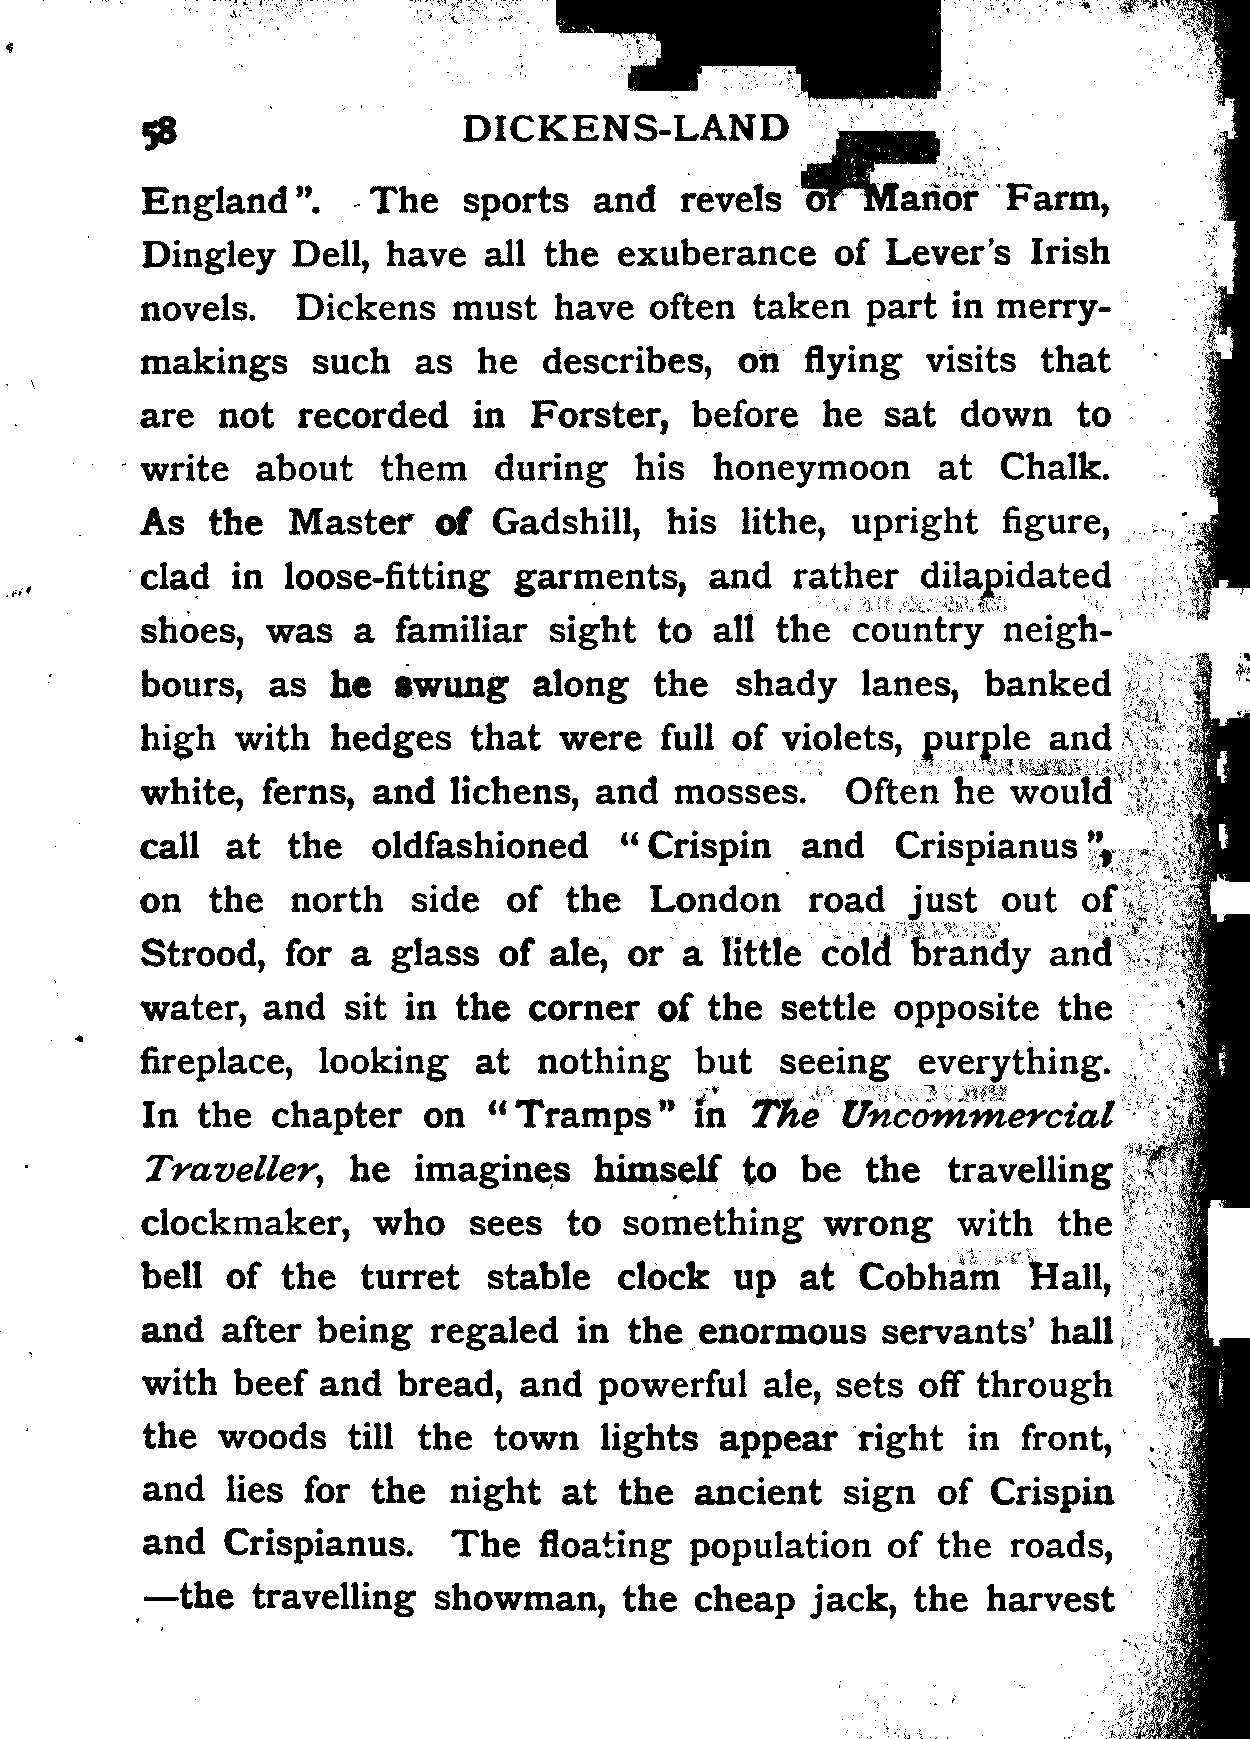 58 DICKENS-LAND
England". The sports and revels of Manor Farm,
Dingley Dell, have all the exuberance of Lever's Irish
novels. Dickens must have often taken part in merry-
makings such as he describes, on flying visits that
are not recorded in Forster, before he sat down to
write about them during his honeymoon at Chalk.
As the Master of Gadshill, his lithe, upright figure,
clad in loose-fitting garments, and rather dilapidated
shoes, was a familiar sight to all the country neigh-
bours, as he swung along the shady lanes, banked
high with hedges that were full of violets, purple and
white, ferns, and lichens, and mosses. Often he would
call at the oldfashioned "Crispin and Crispianus",
on the north side of the London road just out of
Strood, for a glass of ale, or a little cold brandy and
water, and sit in the corner of the settle opposite the
fireplace, looking at nothing but seeing everything.
In the chapter on "Tramps" in The Uncommercial
Traveller, he imagines himself to be the travelling
clockmaker, who sees to something wrong with the
bell of the turret stable clock up at Cobham Hall,
and after being regaled in the enormous servants' hall
with beef and bread, and powerful ale, sets off through
the woods till the town lights appear right in front,
and lies for the night at the ancient sign of Crispin
and Crispianus. The floating population of the roads,
—the travelling showman, the cheap jack, the harvest